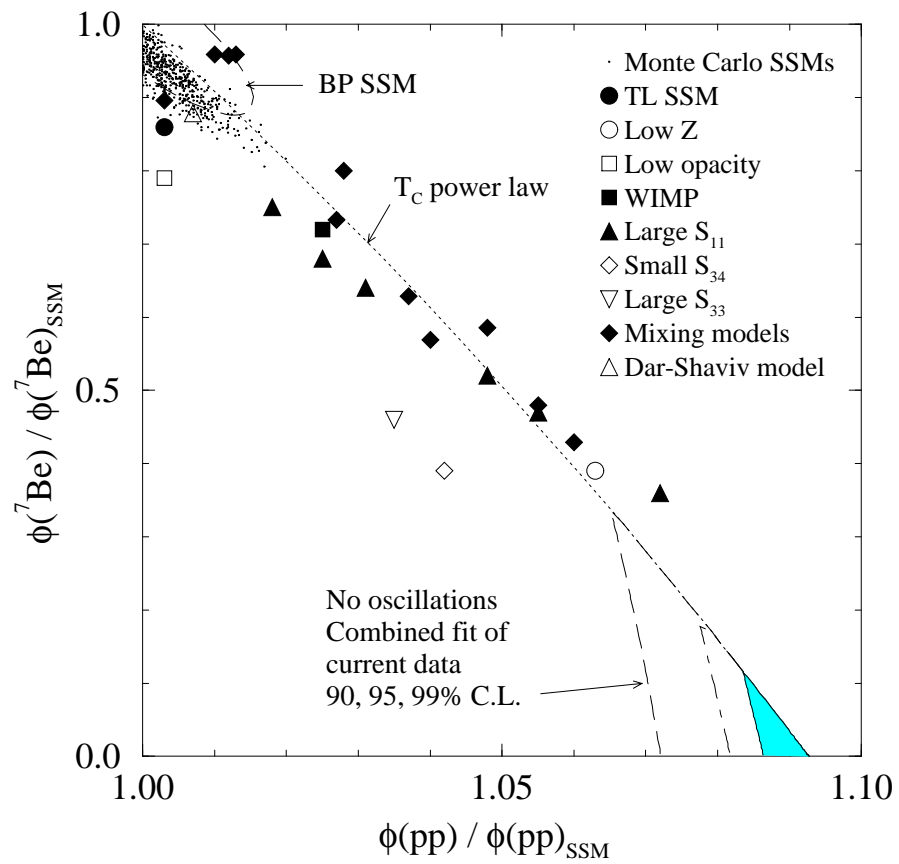 1.0
0.5
0.0
ϕ(⁷Be) / ϕ(⁷Be)SSM
BP SSM
T_C power law
Monte Carlo SSMs
TL SSM
Low Z
Low opacity
WIMP
Large S₁₁
Small S₃₄
Large S₃₃
Mixing models
Dar-Shaviv model
No oscillations
Combined fit of
current data
90, 95, 99% C.L.
1.00 1.05 1.10
ϕ(pp) / ϕ(pp)SSM